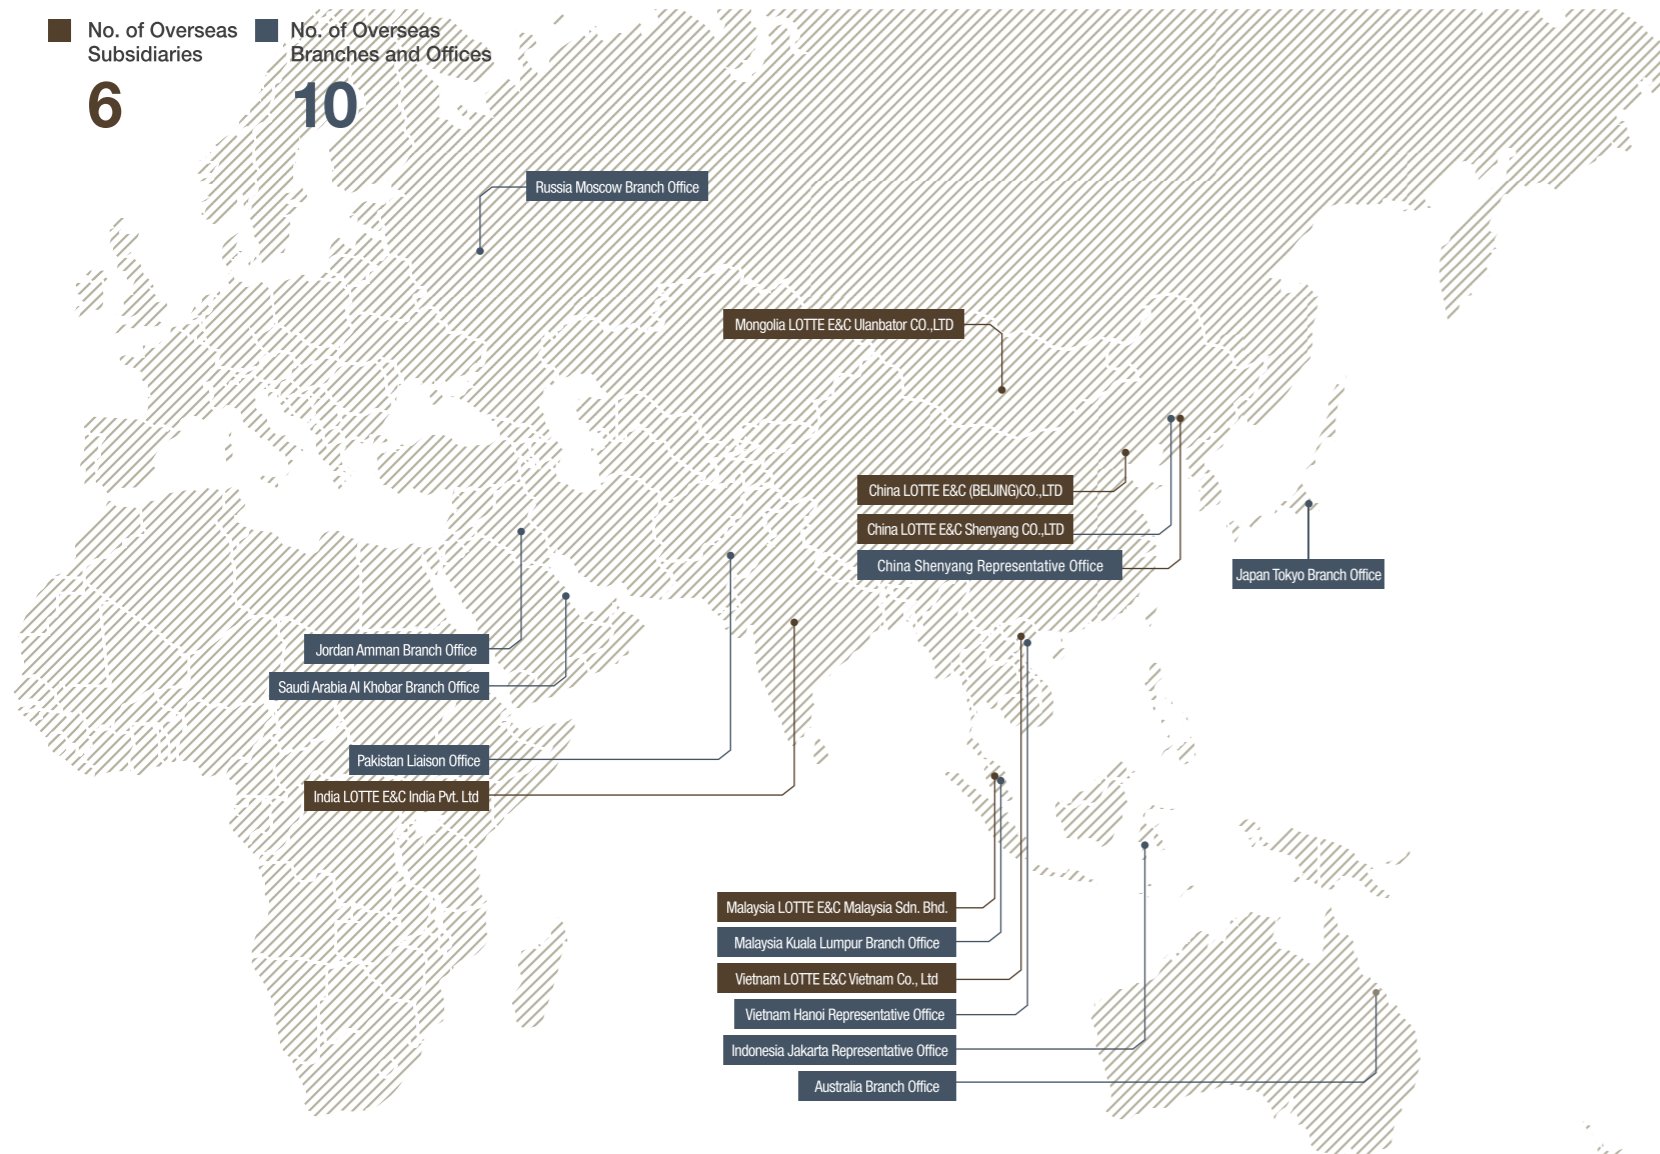 No. of Overseas
Subsidiaries
6
No. of Overseas
Branches and Offices
10
Russia Moscow Branch Office
Mongolia LOTTE E&C Ulanbator CO.,LTD
China LOTTE E&C (BEIJING)CO.,LTD
China LOTTE E&C Shenyang CO.,LTD
China Shenyang Representative Office
Japan Tokyo Branch Office
Jordan Amman Branch Office
Saudi Arabia Al Khobar Branch Office
Pakistan Liaison Office
India LOTTE E&C India Pvt. Ltd
Malaysia LOTTE E&C Malaysia Sdn. Bhd.
Malaysia Kuala Lumpur Branch Office
Vietnam LOTTE E&C Vietnam Co., Ltd
Vietnam Hanoi Representative Office
Indonesia Jakarta Representative Office
Australia Branch Office